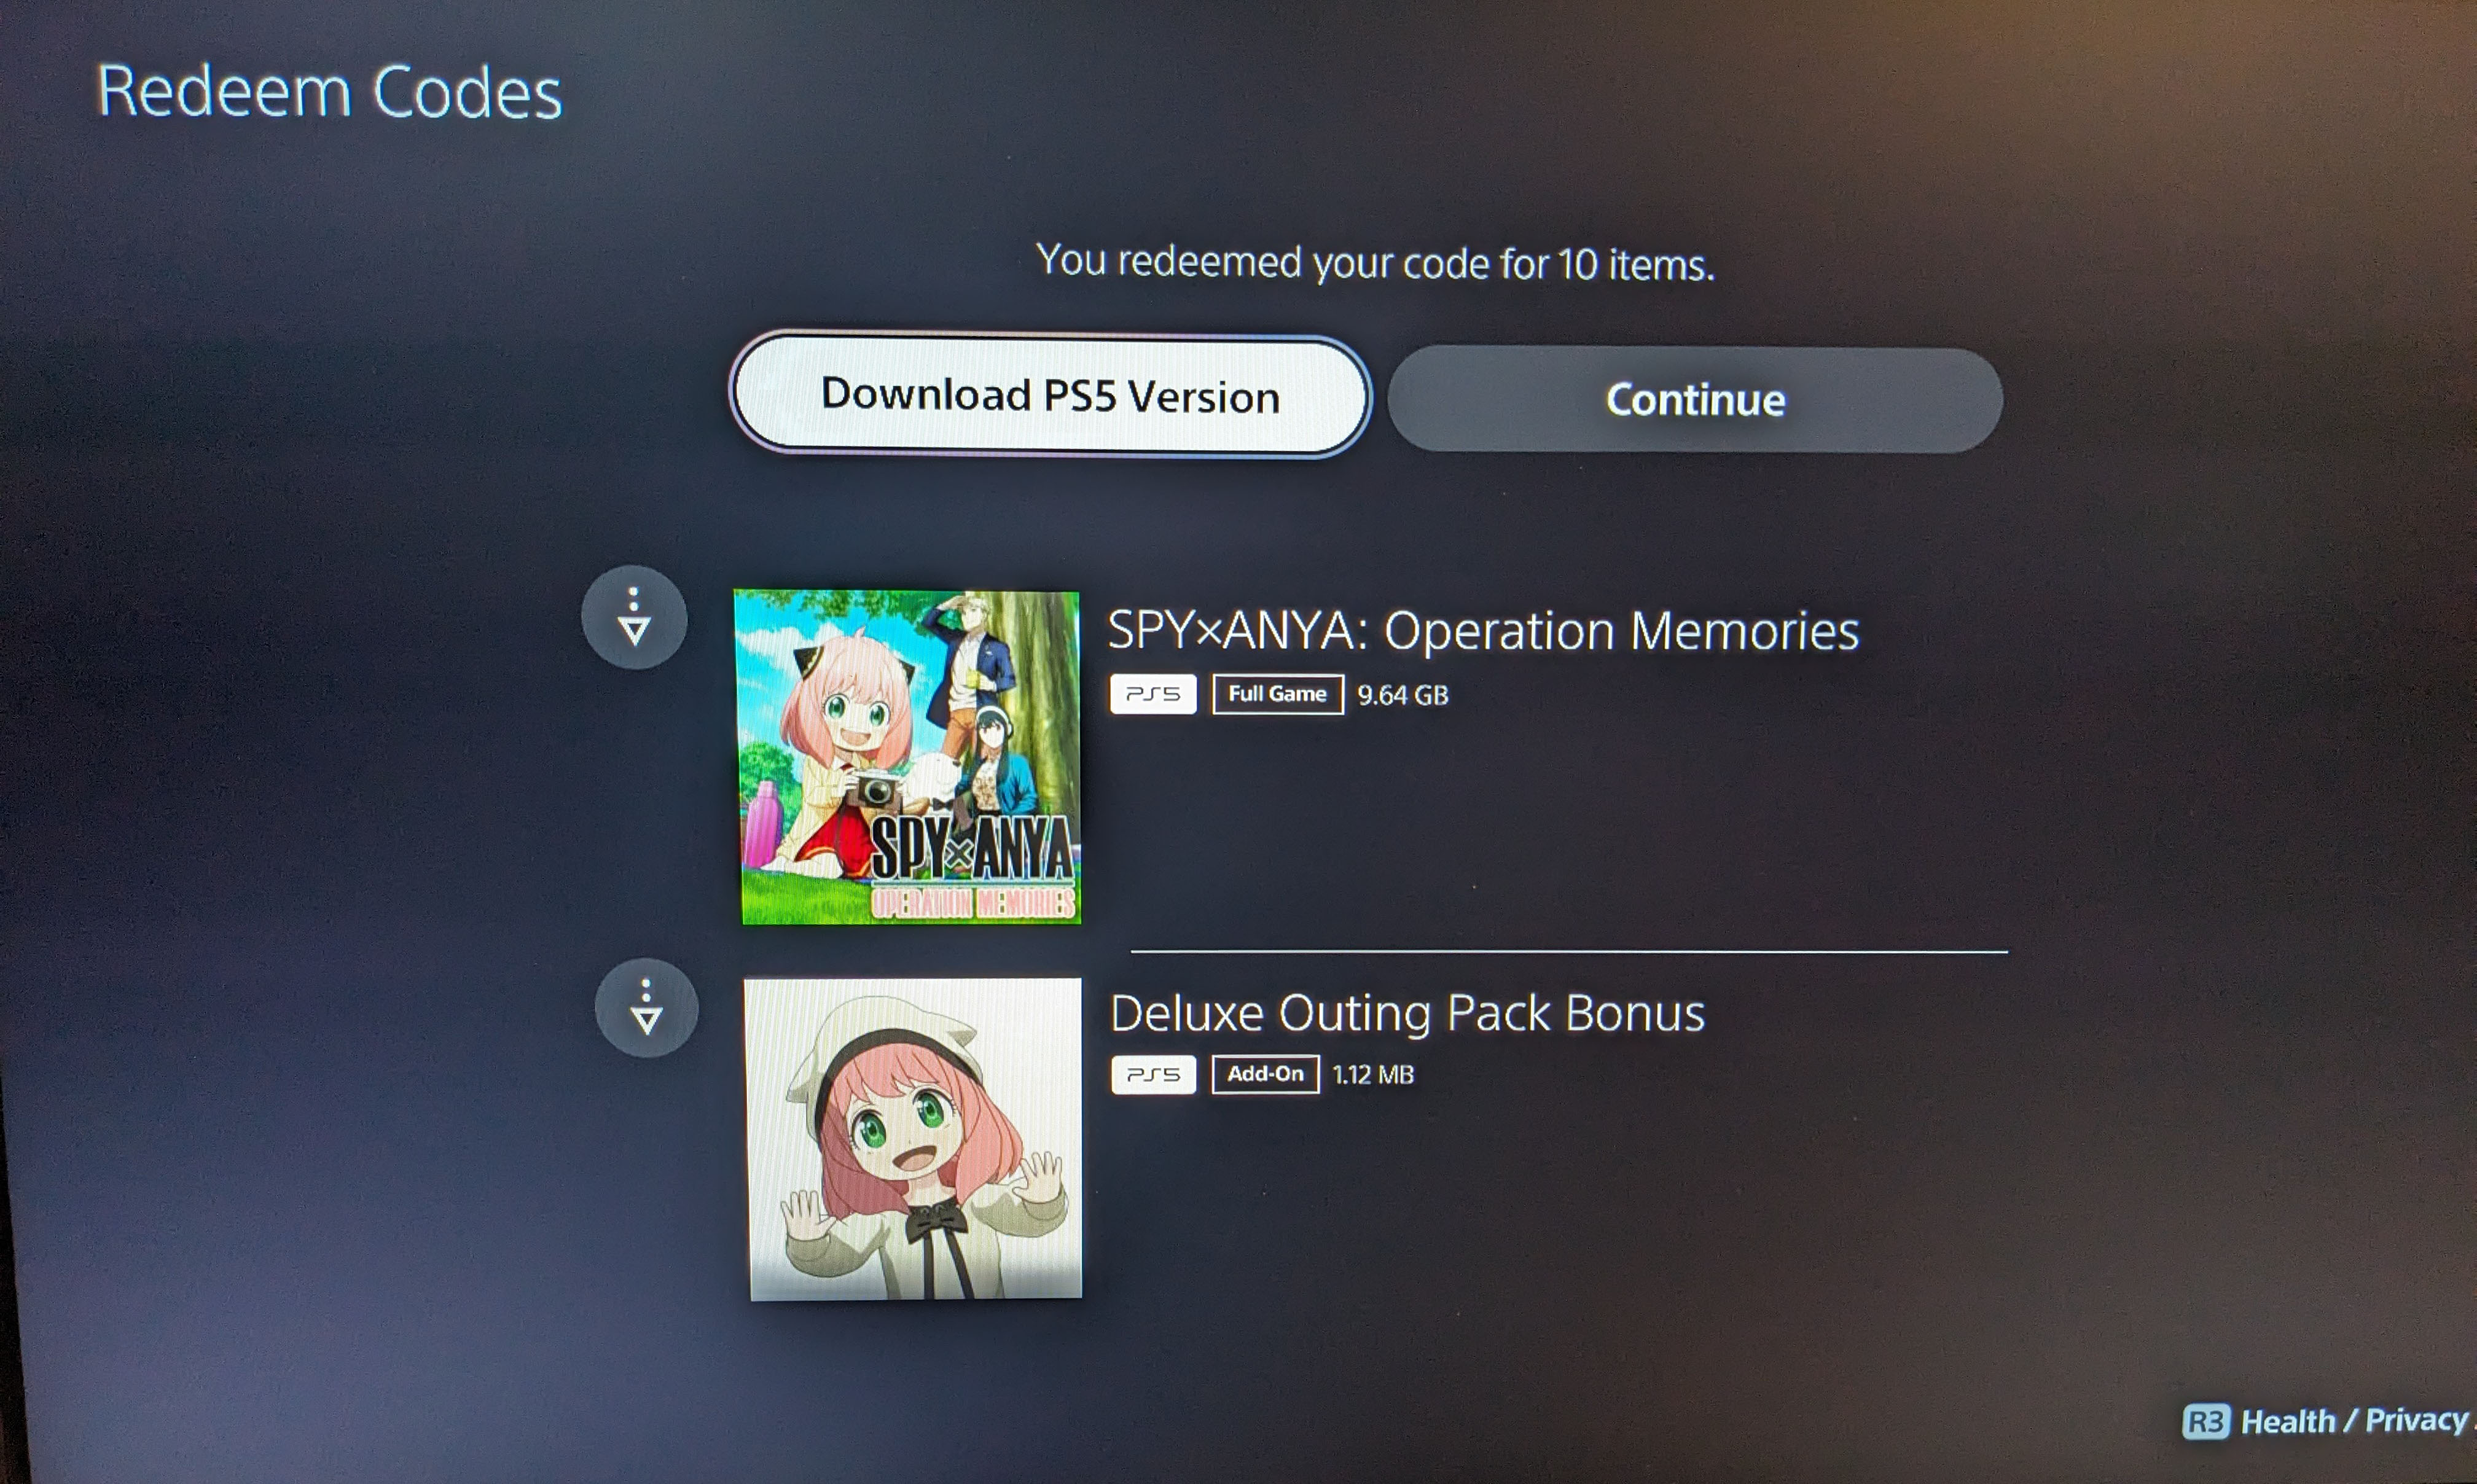 Redeem Codes
You redeemed your code for 10 items.
Download PS5 Version
Continue
SPY×ANYA: Operation Memories
PS5 Full Game 9.64 GB
SPY×ANYA
OPERATION MEMORIES
Deluxe Outing Pack Bonus
PS5 Add-On 1.12 MB
R3 Health / Privacy